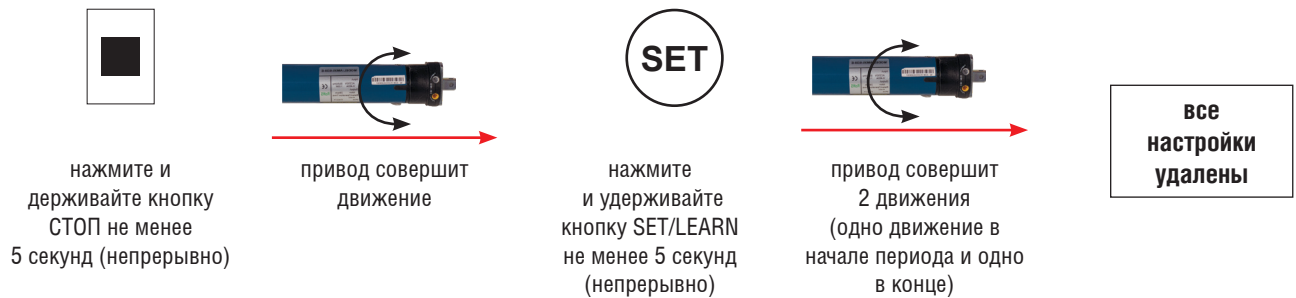 нажмите и
держивайте кнопку
СТОП не менее
5 секунд (непрерывно)
привод совершит
движение
SET
нажмите
и удерживайте
кнопку SET/LEARN
не менее 5 секунд
(непрерывно)
привод совершит
2 движения
(одно движение в
начале периода и одно
в конце)
все
настройки
удалены